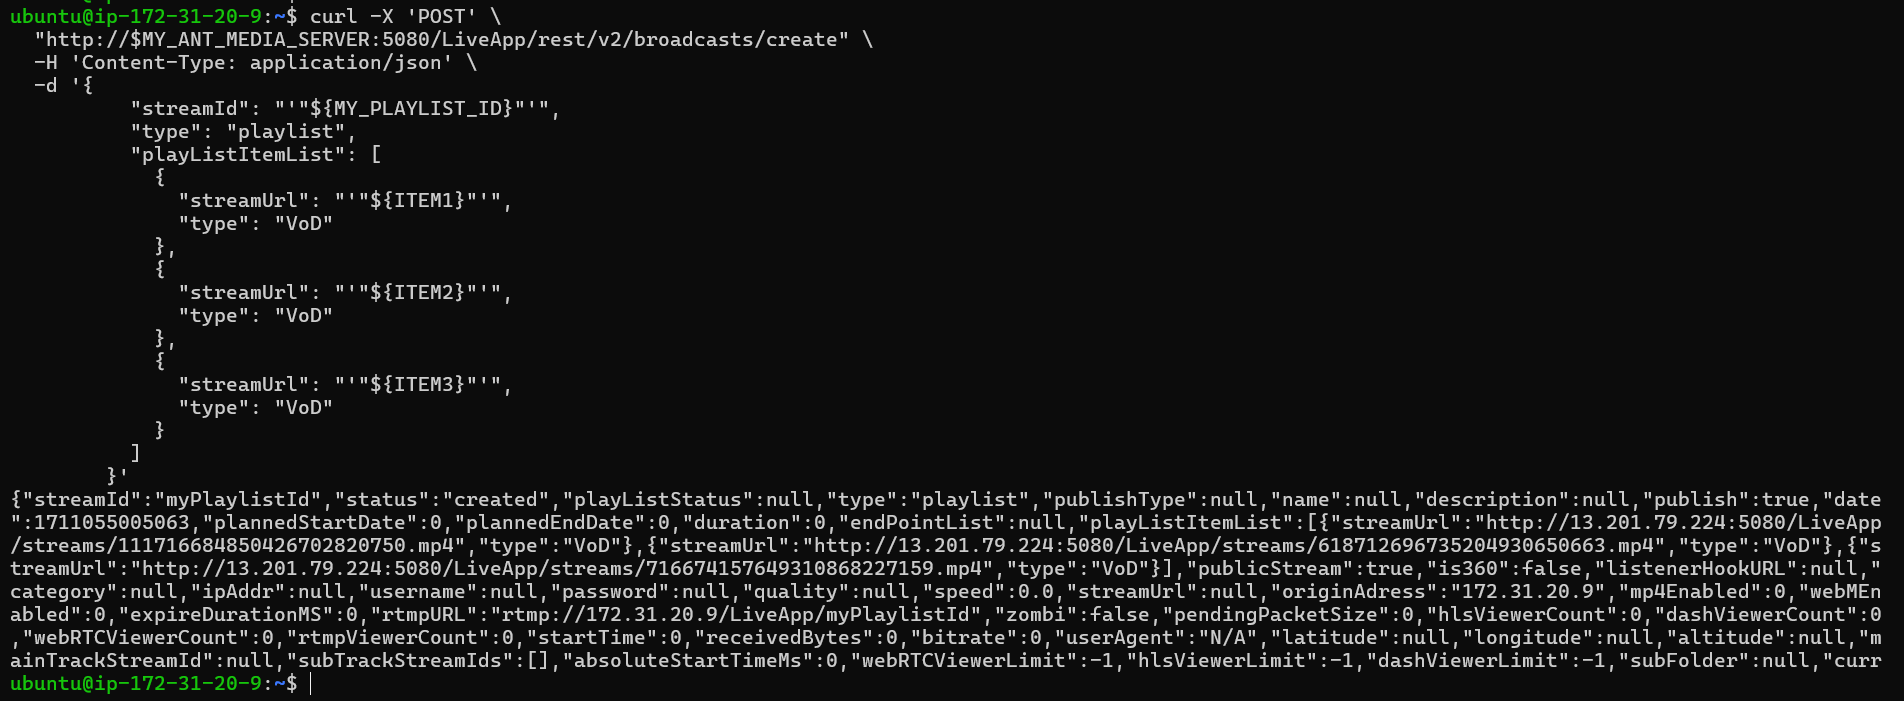 ubuntu@ip-172-31-20-9:~$ curl -X 'POST' \
  "http://$MY_ANT_MEDIA_SERVER:5080/LiveApp/rest/v2/broadcasts/create" \
  -H 'Content-Type: application/json' \
  -d '{
          "streamId": "'"${MY_PLAYLIST_ID}"'",
          "type": "playlist",
          "playListItemList": [
            {
              "streamUrl": "'"${ITEM1}"'",
              "type": "VoD"
            },
            {
              "streamUrl": "'"${ITEM2}"'",
              "type": "VoD"
            },
            {
              "streamUrl": "'"${ITEM3}"'",
              "type": "VoD"
            }
          ]
        }'
{"streamId":"myPlaylistId","status":"created","playListStatus":null,"type":"playlist","publishType":null,"name":null,"description":null,"publish":true,"date
":1711055005063,"plannedStartDate":0,"plannedEndDate":0,"duration":0,"endPointList":null,"playListItemList":[{"streamUrl":"http://13.201.79.224:5080/LiveApp
/streams/111716684850426702820750.mp4","type":"VoD"},{"streamUrl":"http://13.201.79.224:5080/LiveApp/streams/618712696735204930650663.mp4","type":"VoD"},{"s
treamUrl":"http://13.201.79.224:5080/LiveApp/streams/716674157649310868227159.mp4","type":"VoD"}],"publicStream":true,"is360":false,"listenerHookURL":null,"
category":null,"ipAddr":null,"username":null,"password":null,"quality":null,"speed":0.0,"streamUrl":null,"originAdress":"172.31.20.9","mp4Enabled":0,"webMEn
abled":0,"expireDurationMS":0,"rtmpURL":"rtmp://172.31.20.9/LiveApp/myPlaylistId","zombi":false,"pendingPacketSize":0,"hlsViewerCount":0,"dashViewerCount":0
,"webRTCViewerCount":0,"rtmpViewerCount":0,"startTime":0,"receivedBytes":0,"bitrate":0,"userAgent":"N/A","latitude":null,"longitude":null,"altitude":null,"m
ainTrackStreamId":null,"subTrackStreamIds":[],"absoluteStartTimeMs":0,"webRTCViewerLimit":-1,"hlsViewerLimit":-1,"dashViewerLimit":-1,"subFolder":null,"curr
ubuntu@ip-172-31-20-9:~$